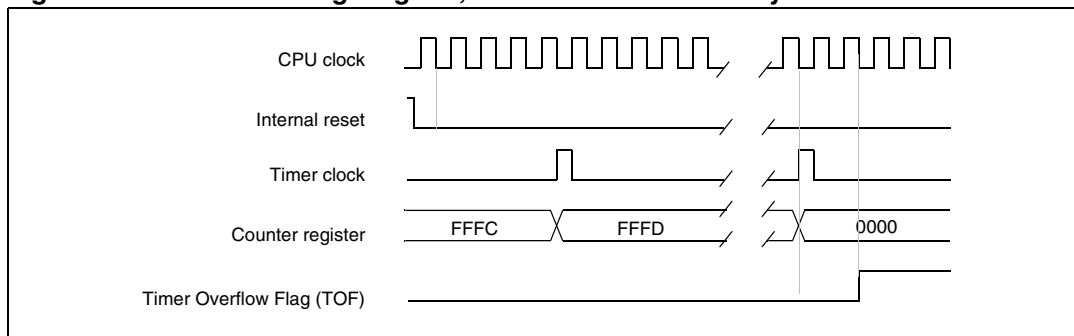 CPU clock
Internal reset
Timer clock
Counter register FFFC FFFD 0000
Timer Overflow Flag (TOF)